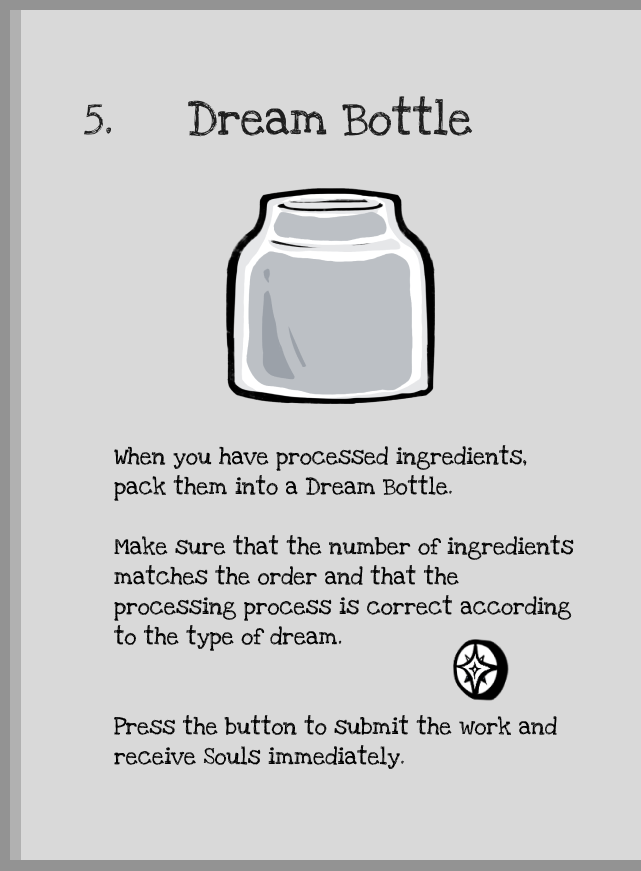 5. Dream Bottle
When you have processed ingredients,
pack them into a Dream Bottle.
Make sure that the number of ingredients
matches the order and that the
processing process is correct according
to the type of dream.
Press the button to submit the work and
receive Souls immediately.